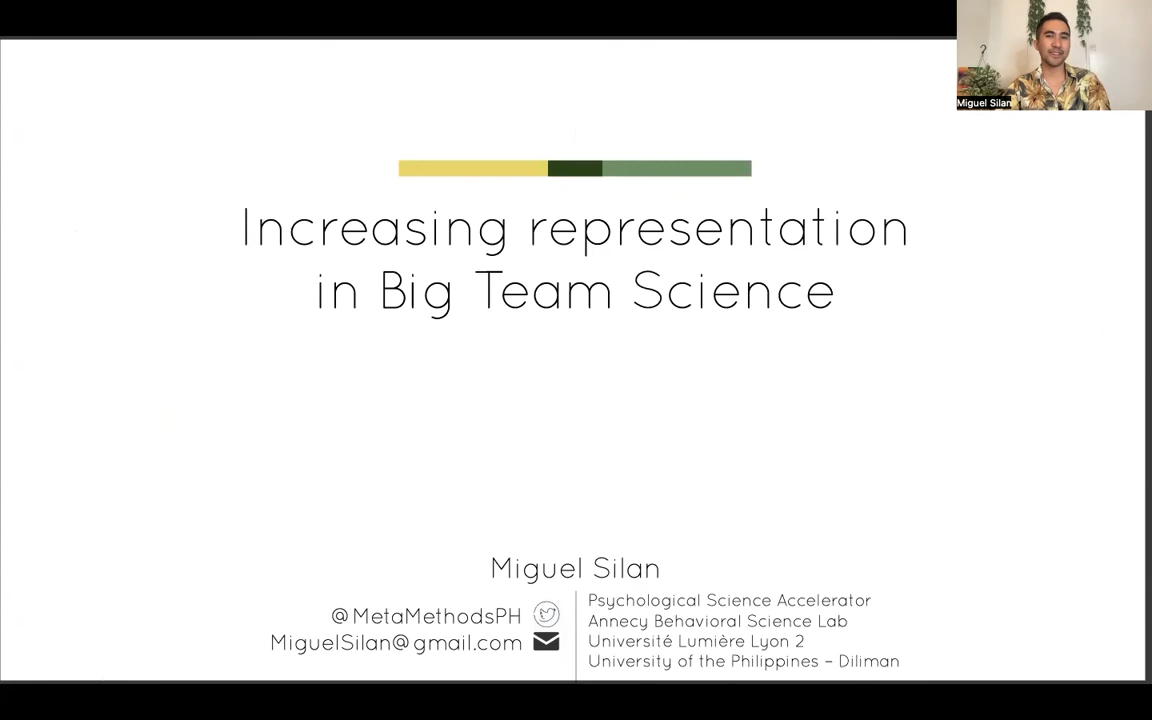 Miguel Silan
Increasing representation
in Big Team Science
Miguel Silan
@MetaMethodsPH
MiguelSilan@gmail.com
Psychological Science Accelerator
Annecy Behavioral Science Lab
Université Lumière Lyon 2
University of the Philippines – Diliman